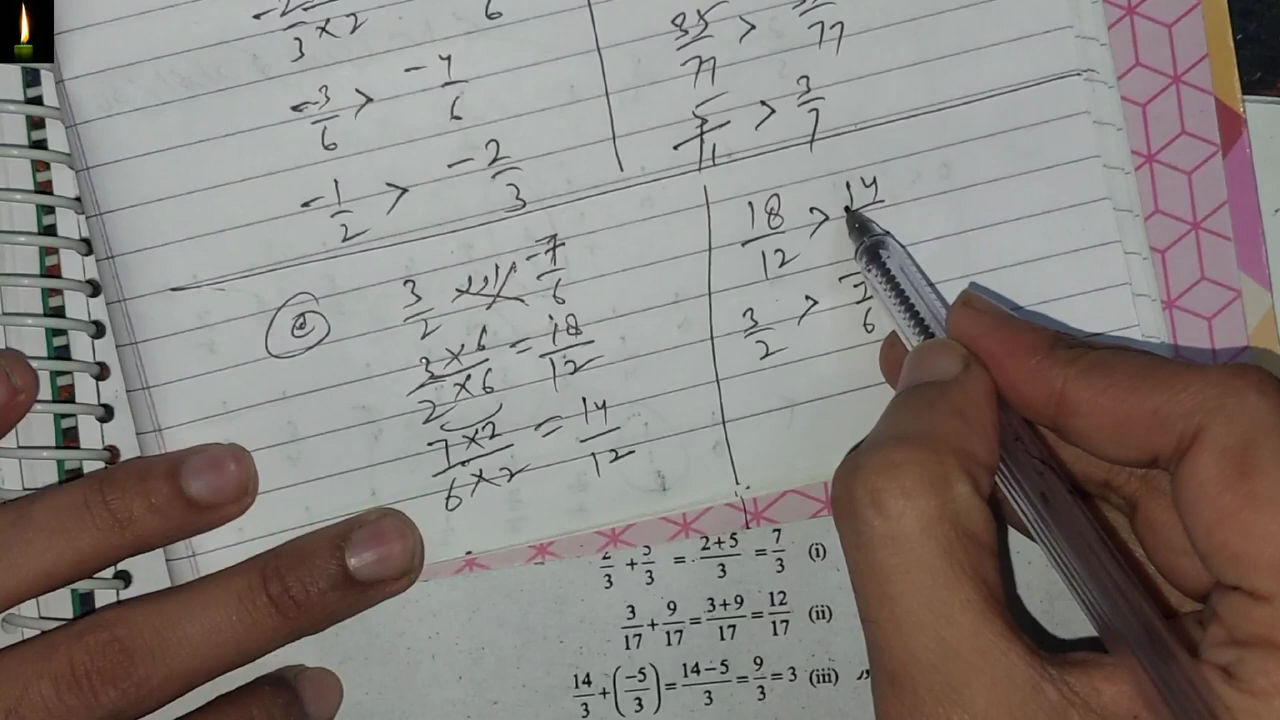 3 × 2   6
-3/6 > -4/6
-1/2 > -2/3
35/77 > /77
5/11 > 3/7
3/2   -7/6
3 × 6 / 2 × 6 = 18/12
7 × 2 / 6 × 2 = 14/12
18/12 > 14
3/2 > 7/6
2/3 + 5/3 = 2+5/3 = 7/3 (i)
3/17 + 9/17 = 3+9/17 = 12/17 (ii)
14/3 + (-5/3) = 14-5/3 = 9/3 = 3 (iii)